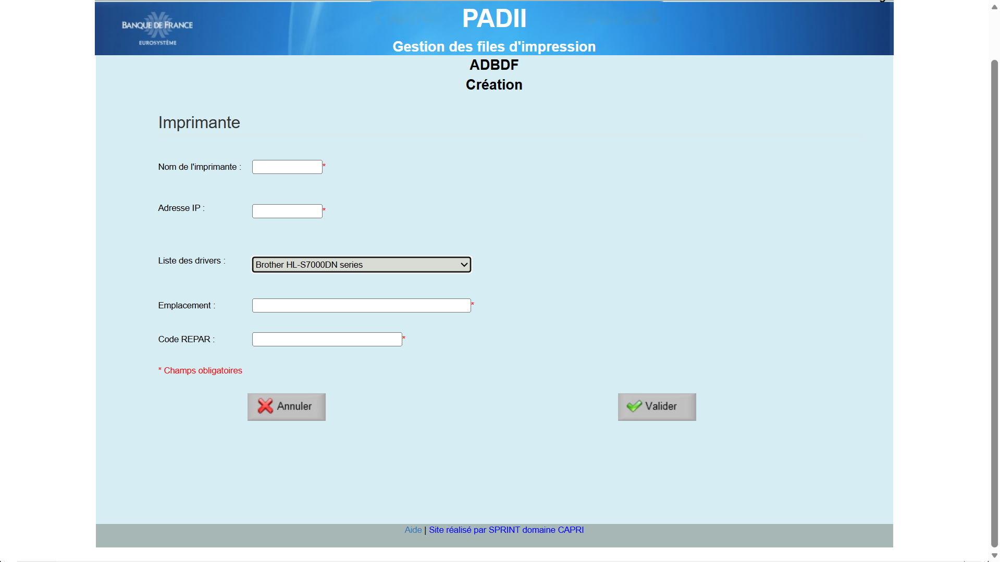 BANQUE DE FRANCE
EUROSYSTÈME
PADII
Gestion des files d'impression
ADBDF
Création
Imprimante
Nom de l'imprimante : *
Adresse IP : *
Liste des drivers : Brother HL-S7000DN series
Emplacement : *
Code REPAR : *
* Champs obligatoires
Annuler Valider
Aide | Site réalisé par SPRINT domaine CAPRI